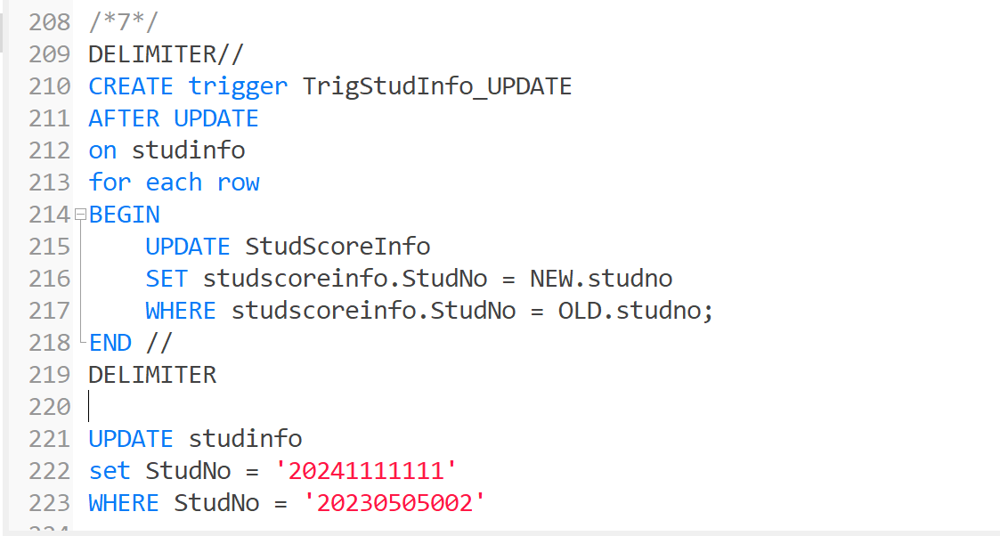 208 /*7*/
209 DELIMITER//
210 CREATE trigger TrigStudInfo_UPDATE
211 AFTER UPDATE
212 on studinfo
213 for each row
214 BEGIN
215 UPDATE StudScoreInfo
216 SET studscoreinfo.StudNo = NEW.studno
217 WHERE studscoreinfo.StudNo = OLD.studno;
218 END //
219 DELIMITER
220
221 UPDATE studinfo
222 set StudNo = '20241111111'
223 WHERE StudNo = '20230505002'
224